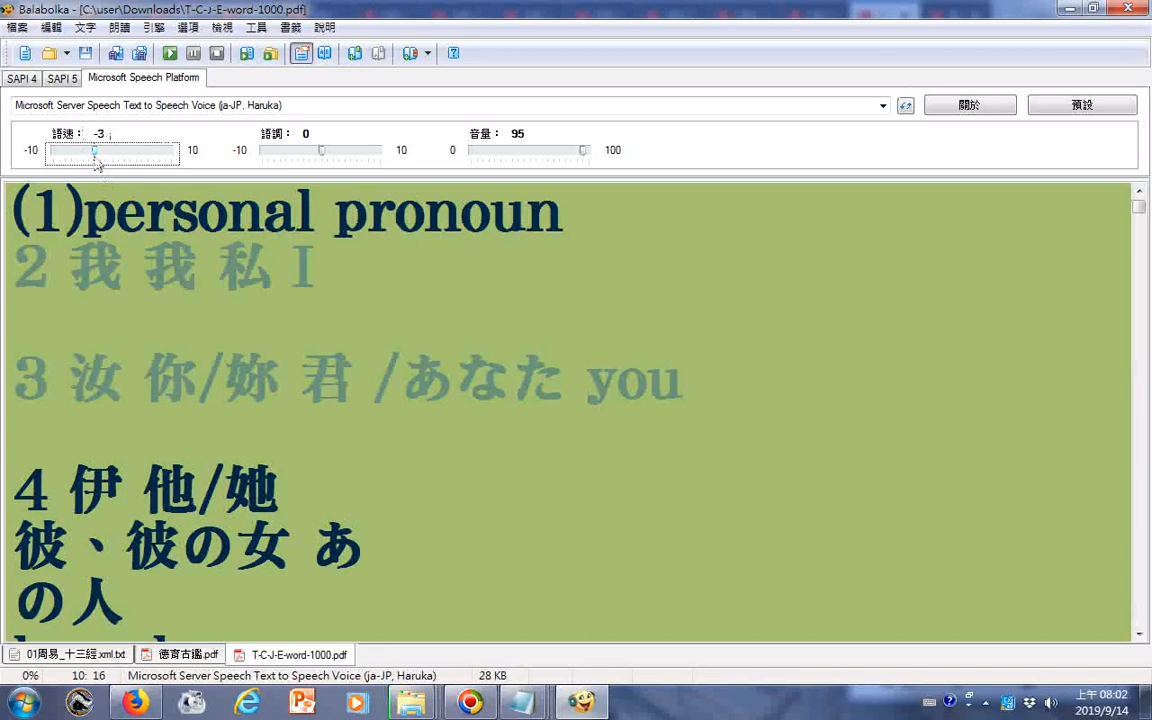 Balabolka - [C:\user\Downloads\T-C-J-E-word-1000.pdf]
檔案 編輯 文字 朗讀 引擎 選項 檢視 工具 書籤 說明
SAPI 4 SAPI 5 Microsoft Speech Platform
Microsoft Server Speech Text to Speech Voice (ja-JP, Haruka) 關於 預設
語速： -3 語調： 0 音量： 95
-10 10 -10 10 0 100
(1)personal pronoun
2 我 我 私 I
3 汝 你/妳 君 /あなた you
4 伊 他/她
彼、彼の女 あ
の人
01周易_十三經.xml.txt 德育古鑑.pdf T-C-J-E-word-1000.pdf
0% 10: 16 Microsoft Server Speech Text to Speech Voice (ja-JP, Haruka) 28 KB
上午 08:02
2019/9/14